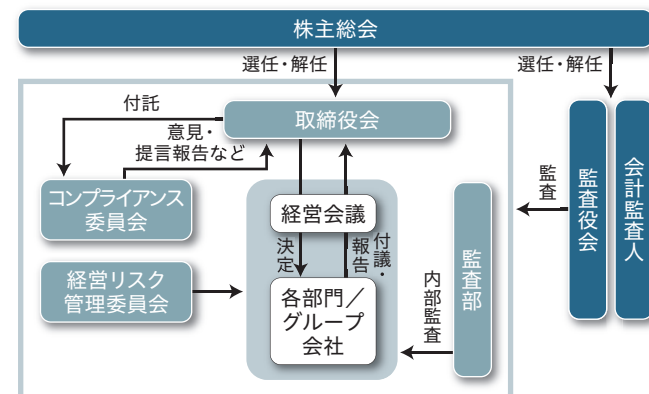 株主総会
選任・解任
選任・解任
付託
取締役会
意見・
提言報告など
コンプライアンス
委員会
経営会議
監査
監査役会
会計監査人
決定
付議・
報告
監査部
経営リスク
管理委員会
各部門／
グループ
会社
内部監査